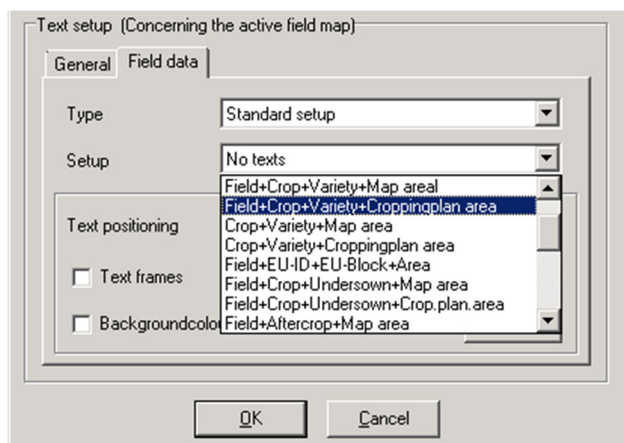 Text setup (Concerning the active field map)
General Field data
Type Standard setup
Setup No texts
Field+Crop+Variety+Map areal
Field+Crop+Variety+Croppingplan area
Crop+Variety+Map area
Text positioning
Crop+Variety+Croppingplan area
Field+EU-ID+EU-Block+Area
Text frames Field+Crop+Undersown+Map area
Field+Crop+Undersown+Crop.plan.area
Backgroundcolou Field+Aftercrop+Map area
OK Cancel